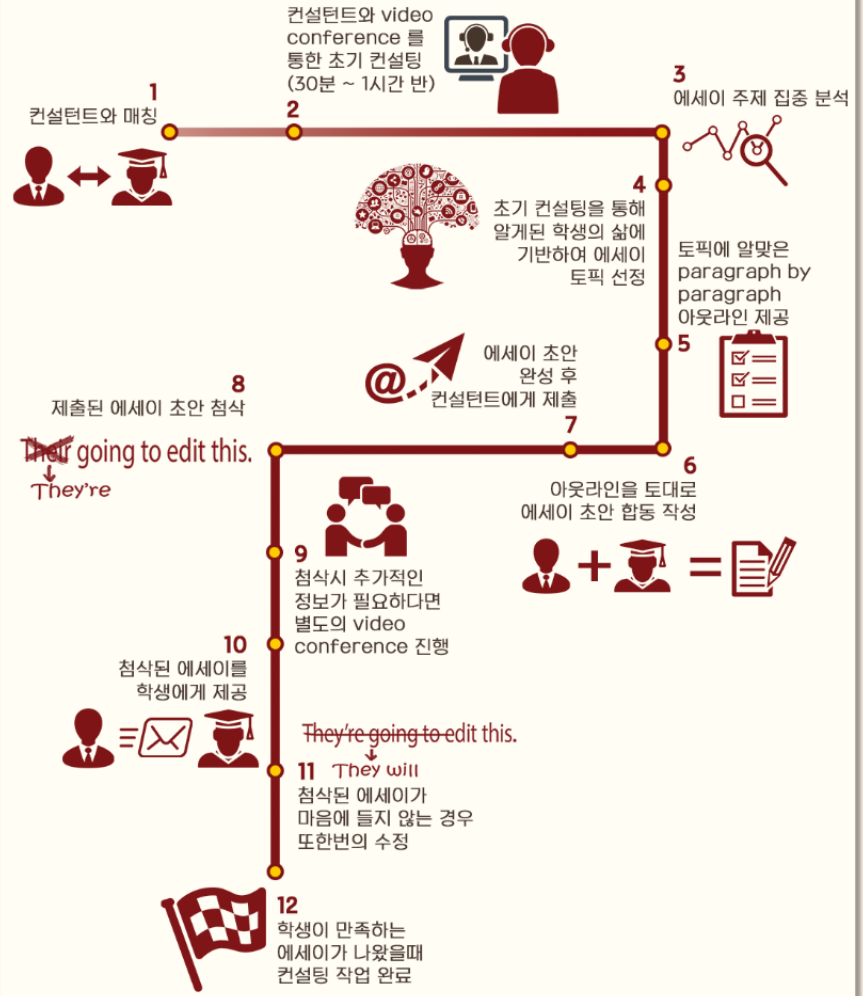 1
컨설턴트와 매칭
2
컨설턴트와 video
conference 를
통한 초기 컨설팅
(30분 ~ 1시간 반)
3
에세이 주제 집중 분석
4
초기 컨설팅을 통해
알게된 학생의 삶에
기반하여 에세이
토픽 선정
토픽에 알맞은
paragraph by
paragraph
아웃라인 제공
5
6
아웃라인을 토대로
에세이 초안 합동 작성
에세이 초안
완성 후
컨설턴트에게 제출
7
@
8
제출된 에세이 초안 첨삭
Their going to edit this.
They're
9
첨삭시 추가적인
정보가 필요하다면
별도의 video
conference 진행
10
첨삭된 에세이를
학생에게 제공
They're going to edit this.
They will
11
첨삭된 에세이가
마음에 들지 않는 경우
또한번의 수정
12
학생이 만족하는
에세이가 나왔을때
컨설팅 작업 완료